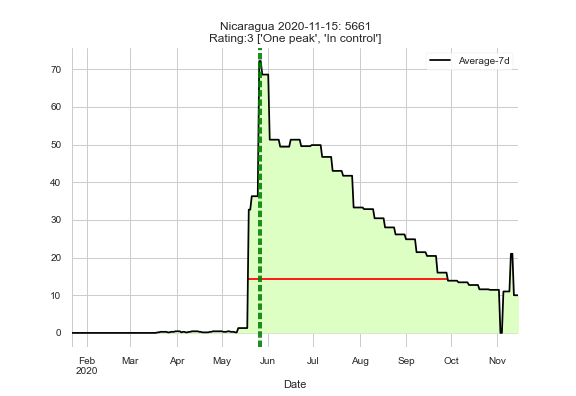 Nicaragua 2020-11-15: 5661
Rating:3 ['One peak', 'In control']
Average-7d
70
60
50
40
30
20
10
0
Feb Mar Apr May Jun Jul Aug Sep Oct Nov
2020
Date